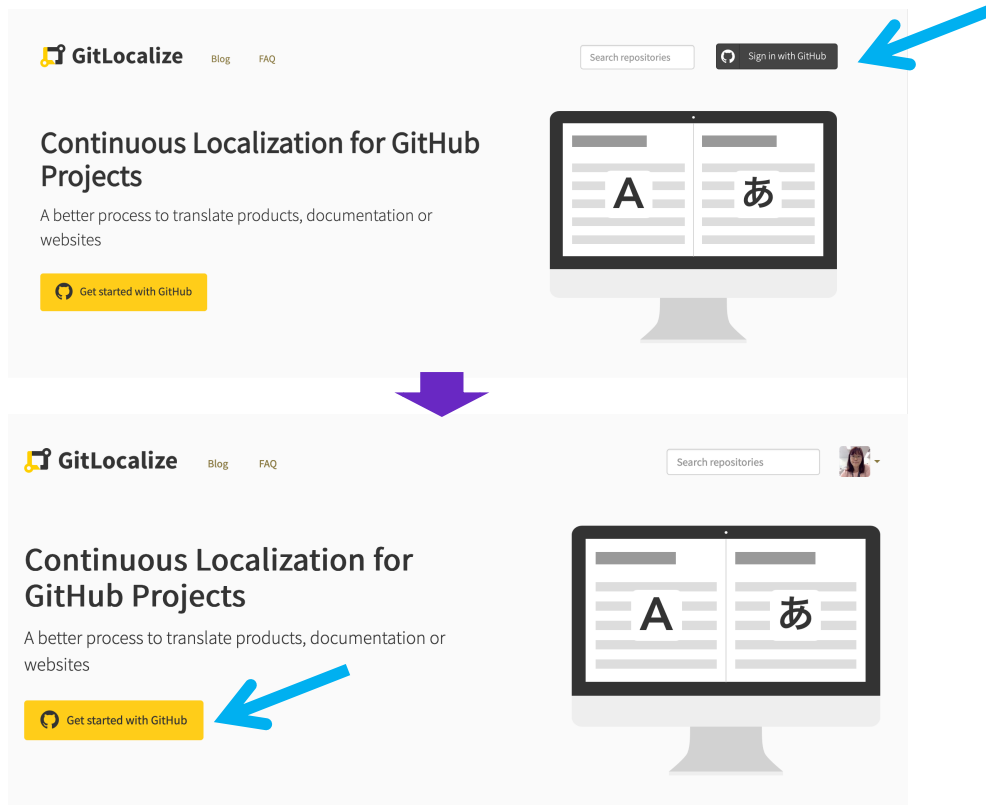 GitLocalize Blog FAQ Search repositories Sign in with GitHub
Continuous Localization for GitHub
Projects
A better process to translate products, documentation or
websites
Get started with GitHub
A あ
GitLocalize Blog FAQ Search repositories
Continuous Localization for
GitHub Projects
A better process to translate products, documentation or
websites
Get started with GitHub
A あ